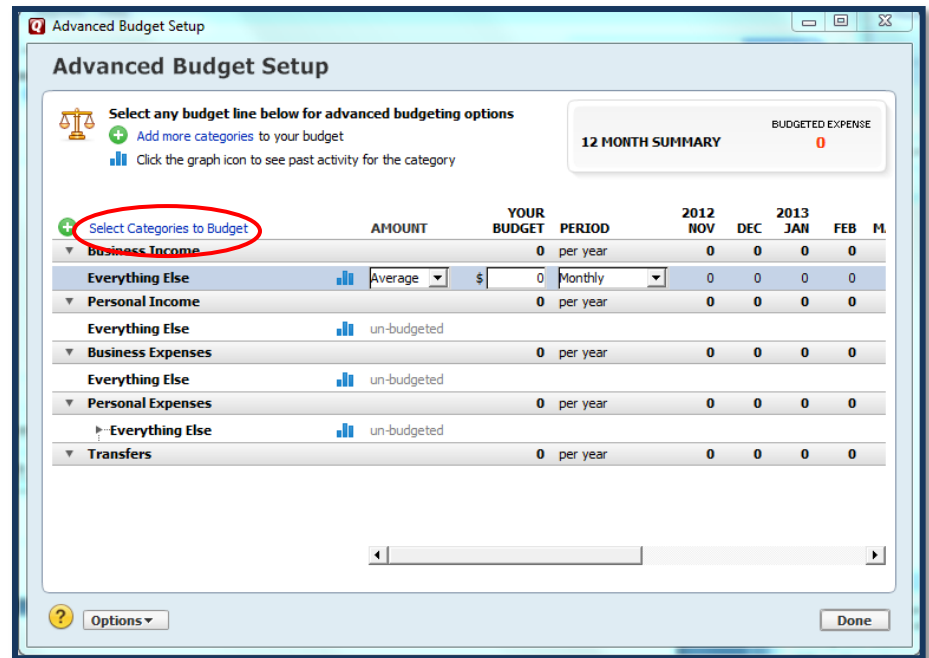 Advanced Budget Setup
Advanced Budget Setup
Select any budget line below for advanced budgeting options
Add more categories to your budget
Click the graph icon to see past activity for the category
12 MONTH SUMMARY
BUDGETED EXPENSE
0
Select Categories to Budget AMOUNT YOUR BUDGET PERIOD 2012 NOV DEC 2013 JAN FEB M
Business Income 0 per year 0 0 0 0
Everything Else Average $ 0 Monthly 0 0 0 0
Personal Income 0 per year 0 0 0 0
Everything Else un-budgeted
Business Expenses 0 per year 0 0 0 0
Everything Else un-budgeted
Personal Expenses 0 per year 0 0 0 0
Everything Else un-budgeted
Transfers 0 per year 0 0 0 0
? Options Done